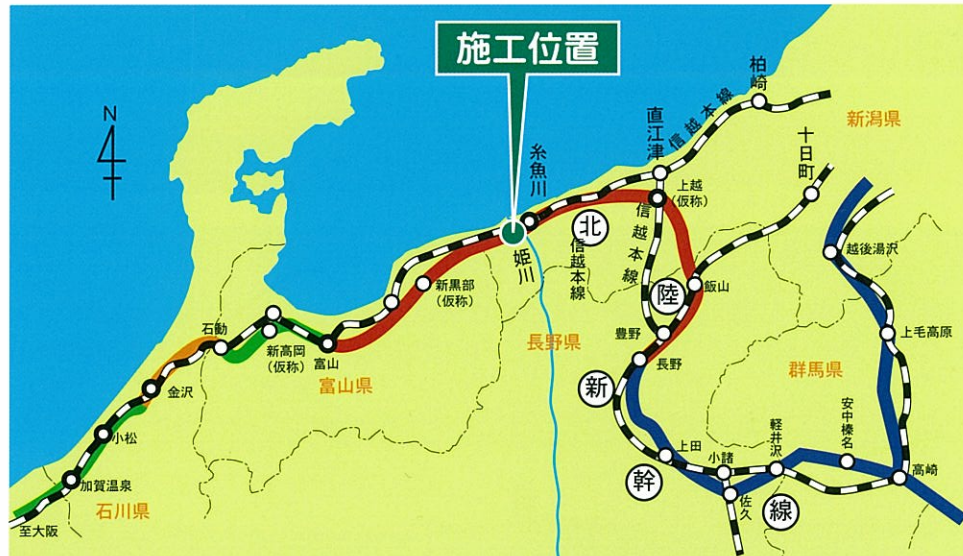 施工位置
N
柏崎
信越本線
直江津
十日町
新潟県
糸魚川
上越
(仮称)
北
信越本線
信越本線
姫川
越後湯沢
新黒部
(仮称)
陸
飯山
石動
新高岡
(仮称)
富山
豊野
上毛高原
長野県
長野
群馬県
金沢
富山県
新
安中榛名
軽井沢
小松
上田
小諸
高崎
加賀温泉
幹
佐久
線
石川県
至大阪